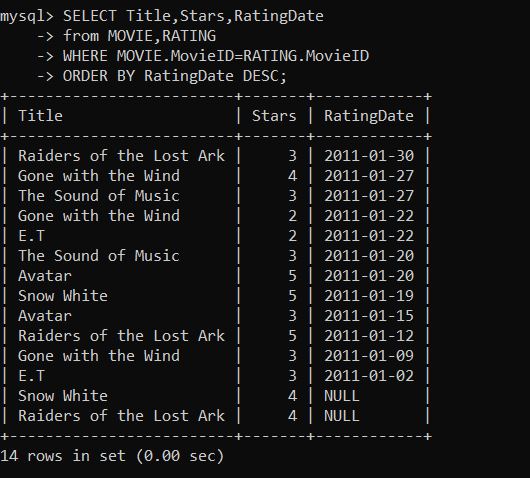 mysql> SELECT Title,Stars,RatingDate
    -> from MOVIE,RATING
    -> WHERE MOVIE.MovieID=RATING.MovieID
    -> ORDER BY RatingDate DESC;
+-------------------------+-------+------------+
| Title                   | Stars | RatingDate |
+-------------------------+-------+------------+
| Raiders of the Lost Ark |     3 | 2011-01-30 |
| Gone with the Wind      |     4 | 2011-01-27 |
| The Sound of Music      |     3 | 2011-01-27 |
| Gone with the Wind      |     2 | 2011-01-22 |
| E.T                     |     2 | 2011-01-22 |
| The Sound of Music      |     3 | 2011-01-20 |
| Avatar                  |     5 | 2011-01-20 |
| Snow White              |     5 | 2011-01-19 |
| Avatar                  |     3 | 2011-01-15 |
| Raiders of the Lost Ark |     5 | 2011-01-12 |
| Gone with the Wind      |     3 | 2011-01-09 |
| E.T                     |     3 | 2011-01-02 |
| Snow White              |     4 | NULL       |
| Raiders of the Lost Ark |     4 | NULL       |
+-------------------------+-------+------------+
14 rows in set (0.00 sec)